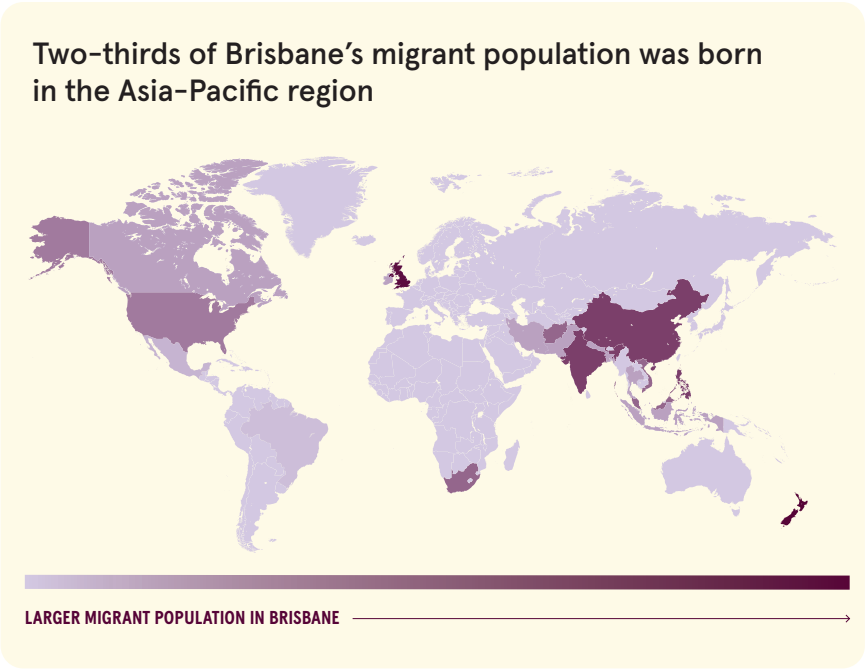 Two-thirds of Brisbane’s migrant population was born
in the Asia-Pacific region
LARGER MIGRANT POPULATION IN BRISBANE